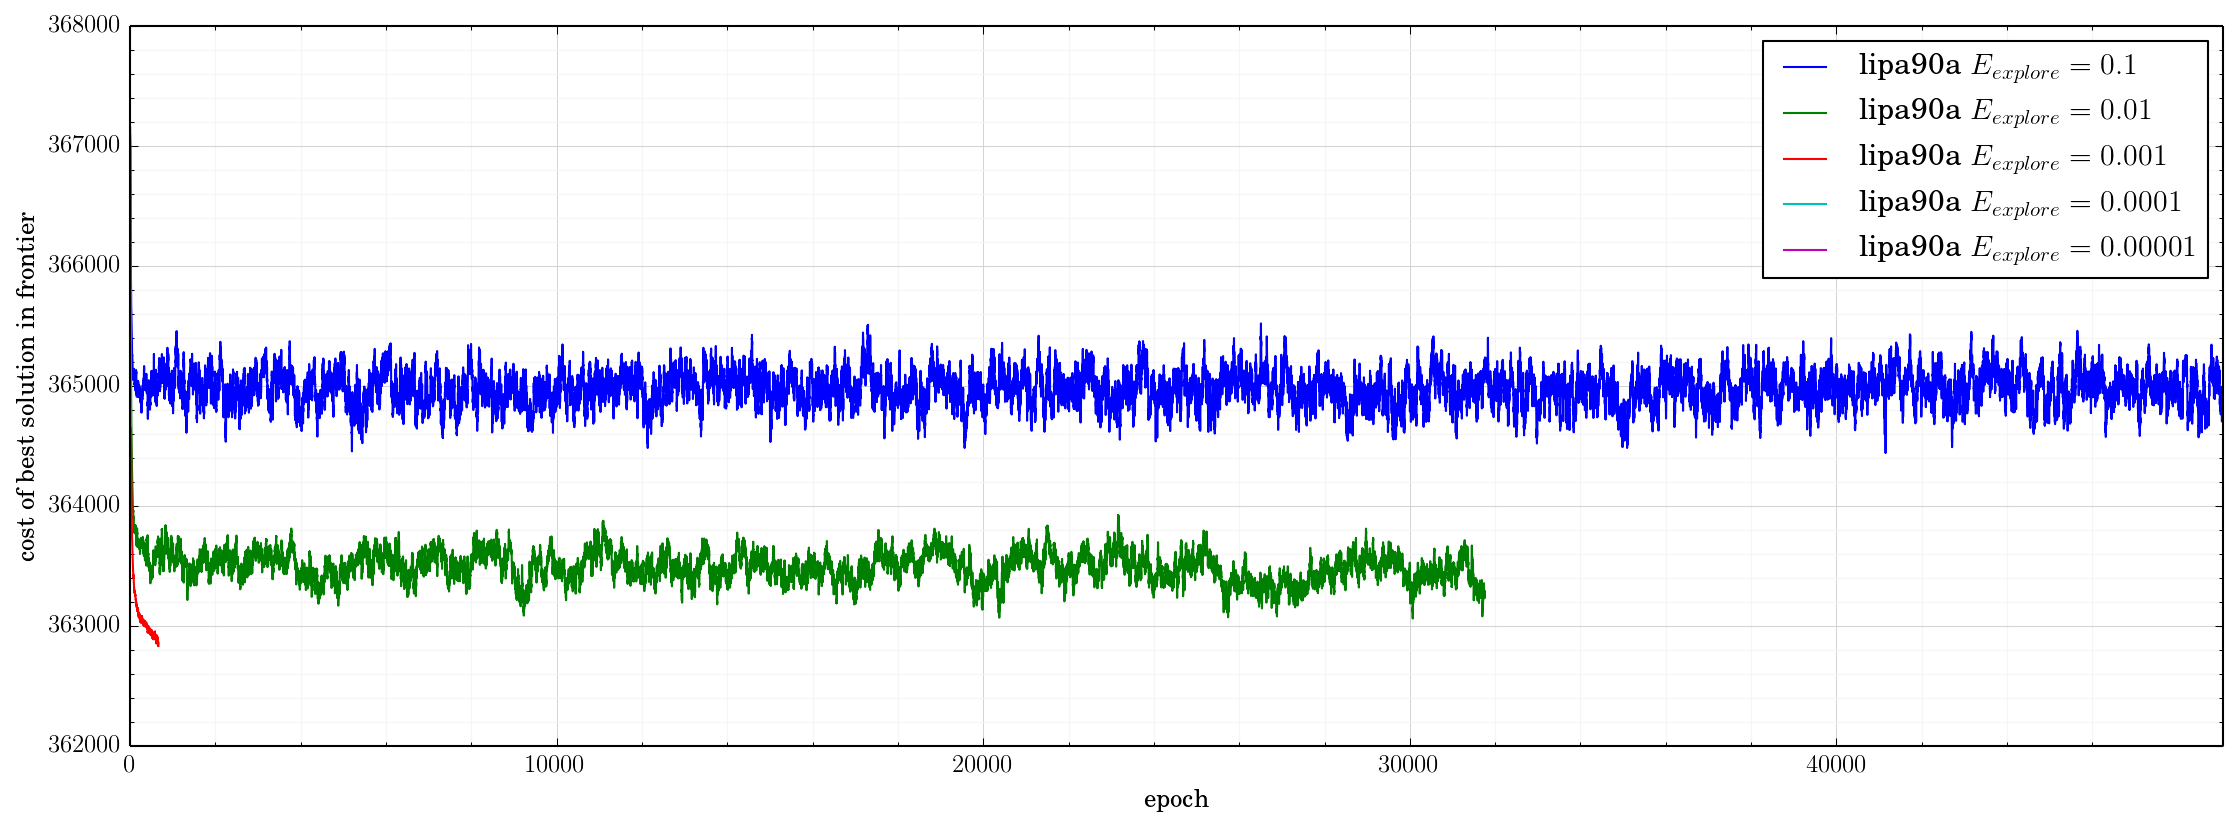 368000
367000
366000
365000
364000
363000
362000
cost of best solution in frontier
0
10000
20000
30000
40000
epoch
lipa90a E_explore = 0.1
lipa90a E_explore = 0.01
lipa90a E_explore = 0.001
lipa90a E_explore = 0.0001
lipa90a E_explore = 0.00001